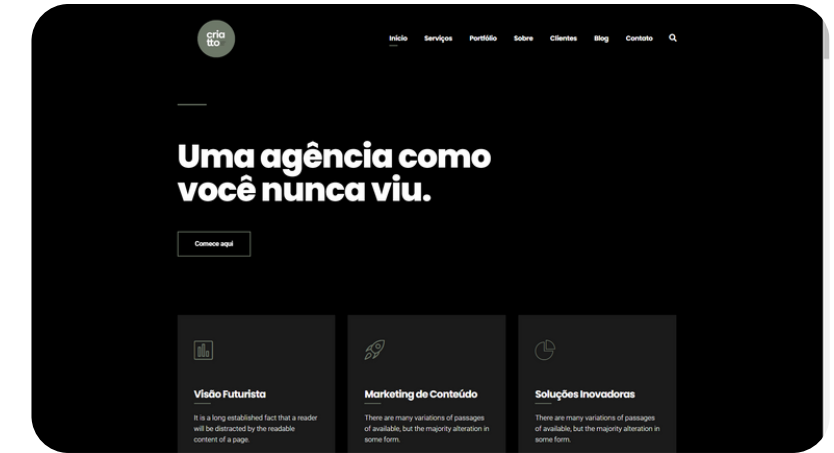 cria
tto
Início Serviços Portfólio Sobre Clientes Blog Contato
Uma agência como
você nunca viu.
Comece aqui
Visão Futurista
It is a long established fact that a reader
will be distracted by the readable
content of a page.
Marketing de Conteúdo
There are many variations of passages
of available, but the majority alteration in
some form.
Soluções Inovadoras
There are many variations of passages
of available, but the majority alteration in
some form.